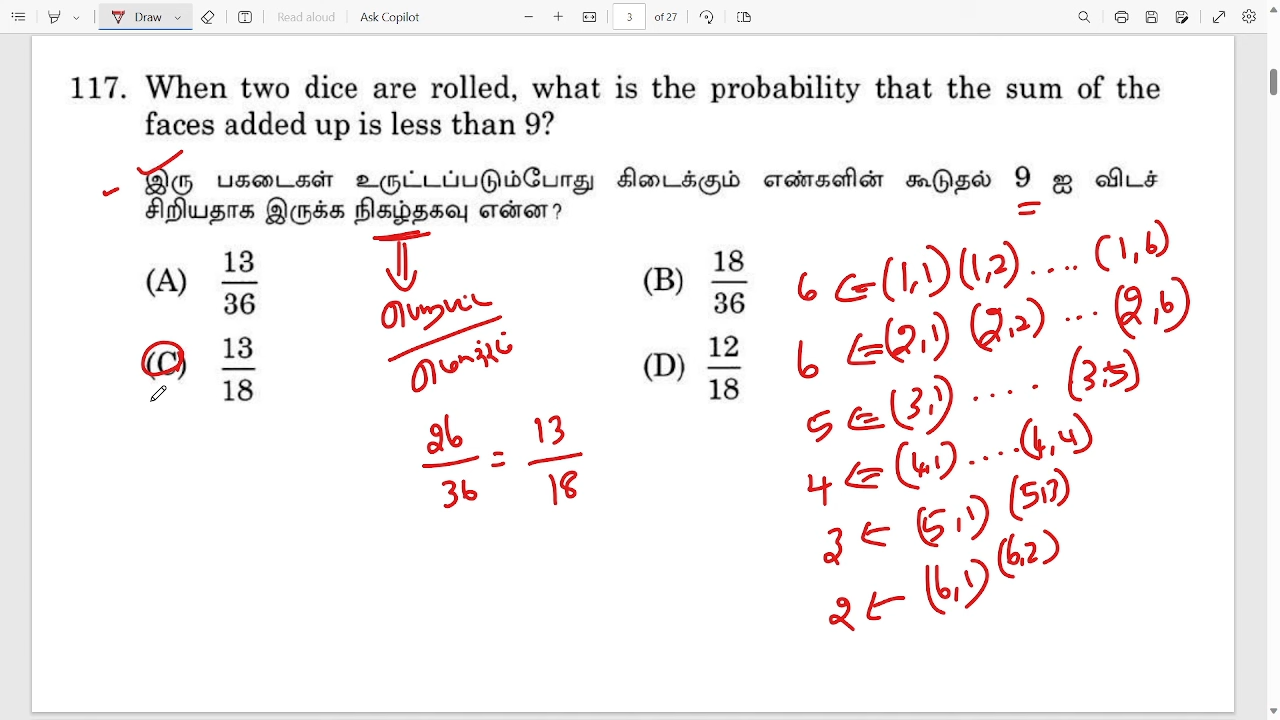 Draw
Read aloud
Ask Copilot
3
of 27
117. When two dice are rolled, what is the probability that the sum of the
faces added up is less than 9?
இரு பகடைகள் உருட்டப்படும்போது கிடைக்கும் எண்களின் கூடுதல் 9 ஐ விடச்
சிறியதாக இருக்க நிகழ்தகவு என்ன?
(A) 13/36
(B) 18/36
(C) 13/18
(D) 12/18
26/36 = 13/18
6 ⇐ (1,1) (1,2) .... (1,6)
6 ⇐ (2,1) (2,2) ... (2,6)
5 ⇐ (3,1) .... (3,5)
4 ⇐ (4,1) .... (4,4)
3 ← (5,1) (5,3)
2 ← (6,1) (6,2)